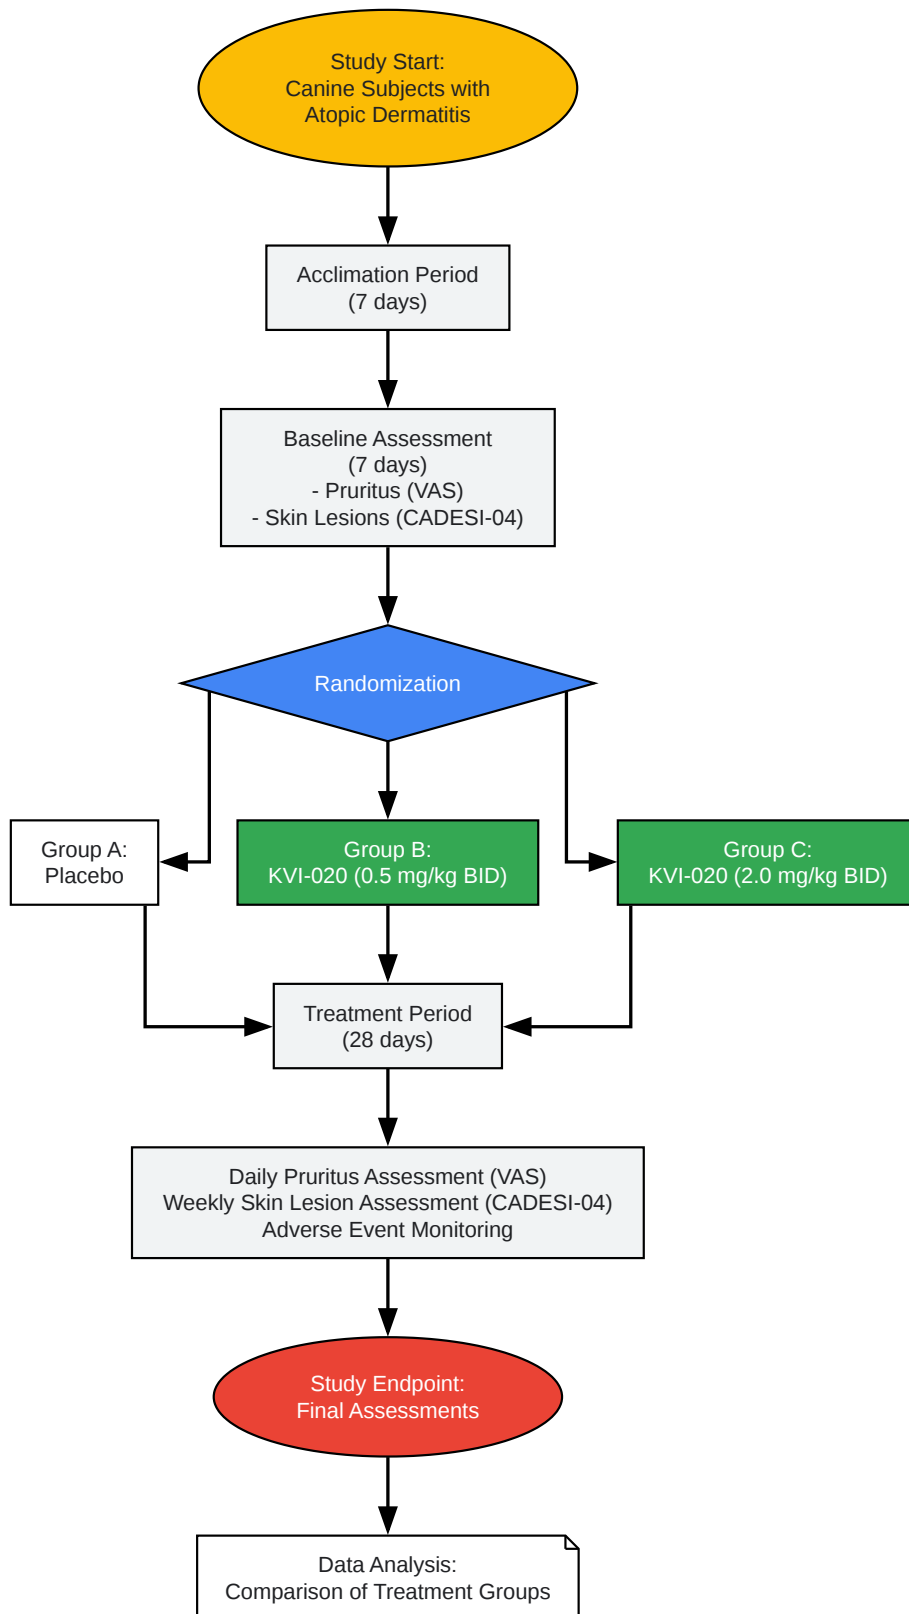 Study Start:
Canine Subjects with
Atopic Dermatitis
Acclimation Period
(7 days)
Baseline Assessment
(7 days)
- Pruritus (VAS)
- Skin Lesions (CADESI-04)
Randomization
Group A:
Placebo
Group B:
KVI-020 (0.5 mg/kg BID)
Group C:
KVI-020 (2.0 mg/kg BID)
Treatment Period
(28 days)
Daily Pruritus Assessment (VAS)
Weekly Skin Lesion Assessment (CADESI-04)
Adverse Event Monitoring
Study Endpoint:
Final Assessments
Data Analysis:
Comparison of Treatment Groups